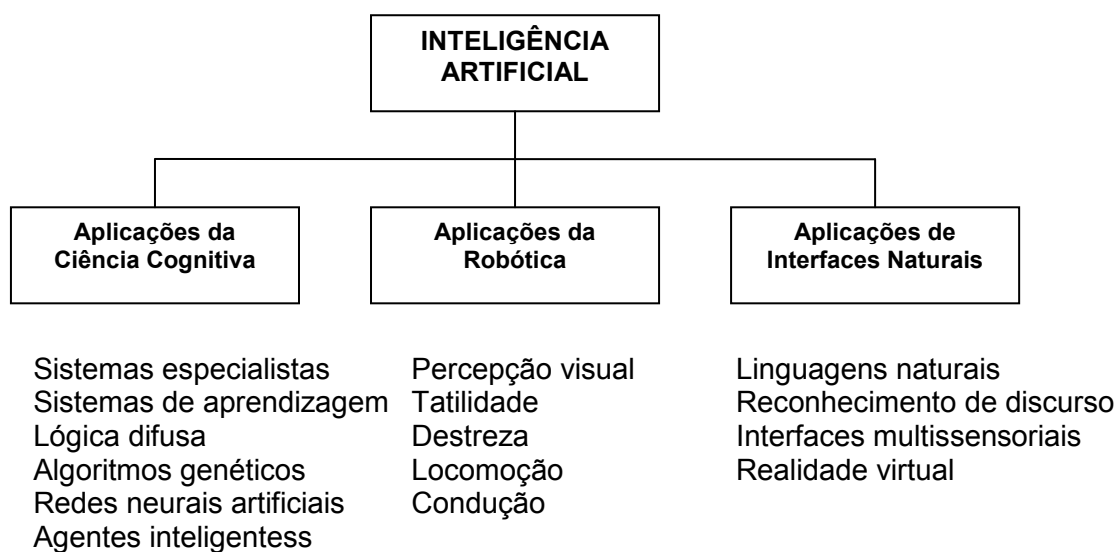 INTELIGÊNCIA
ARTIFICIAL
Aplicações da
Ciência Cognitiva
Aplicações da
Robótica
Aplicações de
Interfaces Naturais
Sistemas especialistas
Sistemas de aprendizagem
Lógica difusa
Algoritmos genéticos
Redes neurais artificiais
Agentes inteligentess
Percepção visual
Tatilidade
Destreza
Locomoção
Condução
Linguagens naturais
Reconhecimento de discurso
Interfaces multissensoriais
Realidade virtual